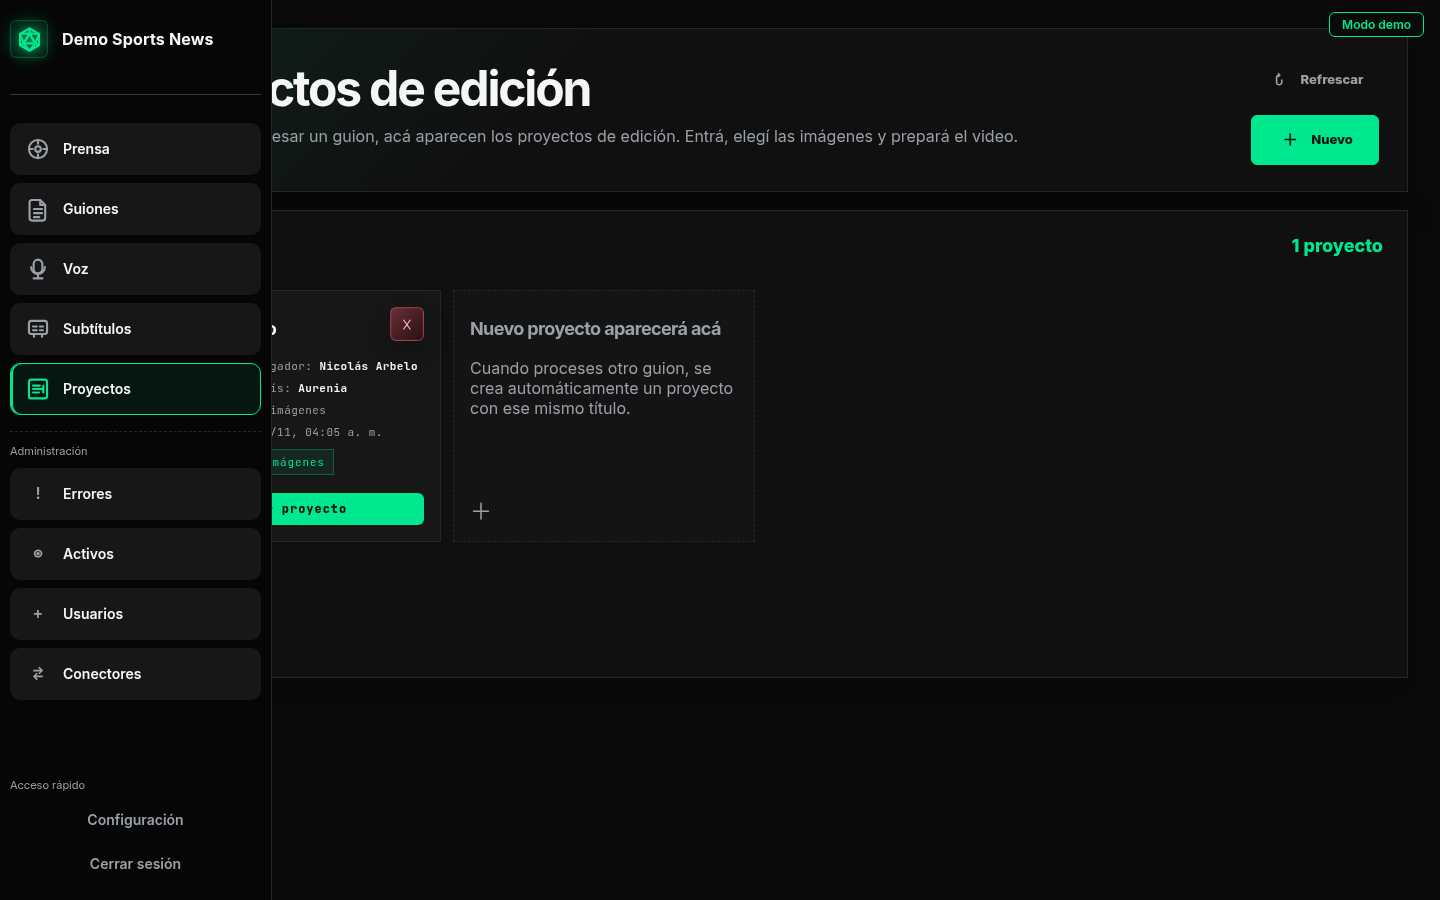 Demo Sports News
Modo demo
Prensa
Guiones
Voz
Subtítulos
Proyectos
Administración
Errores
Activos
Usuarios
Conectores
Acceso rápido
Configuración
Cerrar sesión
ctos de edición
esar un guion, acá aparecen los proyectos de edición. Entrá, elegí las imágenes y prepará el video.
Refrescar
+ Nuevo
1 proyecto
o
X
gador: Nicolás Arbelo
ís: Aurenia
imágenes
/11, 04:05 a. m.
mágenes
proyecto
Nuevo proyecto aparecerá acá
Cuando proceses otro guion, se
crea automáticamente un proyecto
con ese mismo título.
+